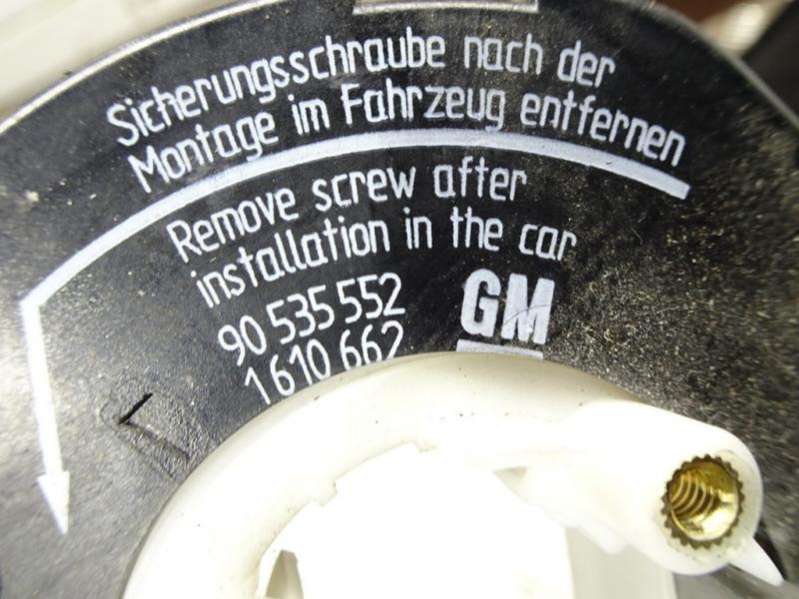 Sicherungsschraube nach der
Montage im Fahrzeug entfernen
Remove screw after
installation in the car
90 535 552
1 610 662
GM